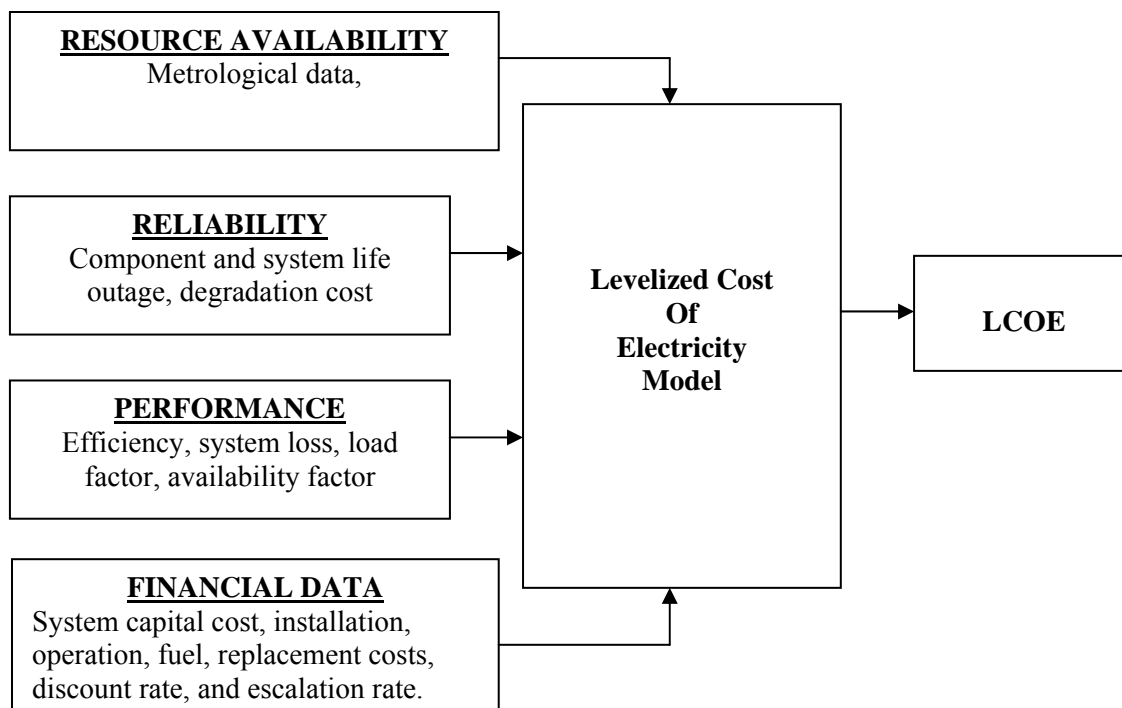 RESOURCE AVAILABILITY
Metrological data,
RELIABILITY
Component and system life
outage, degradation cost
PERFORMANCE
Efficiency, system loss, load
factor, availability factor
FINANCIAL DATA
System capital cost, installation,
operation, fuel, replacement costs,
discount rate, and escalation rate.
Levelized Cost
Of
Electricity
Model
LCOE